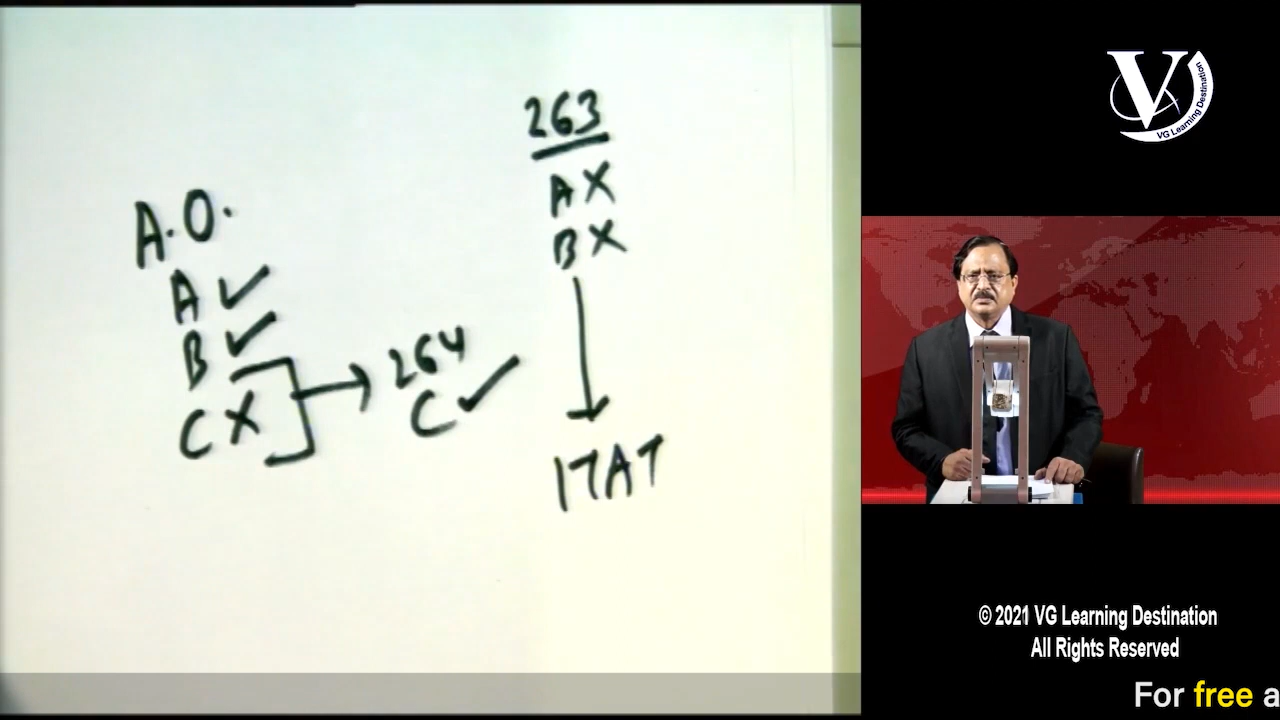 A.O.
A ✓
B ✓
C X
264
C ✓
263
A X
B X
ITAT
V
VG Learning Destination
© 2021 VG Learning Destination
All Rights Reserved
For free a